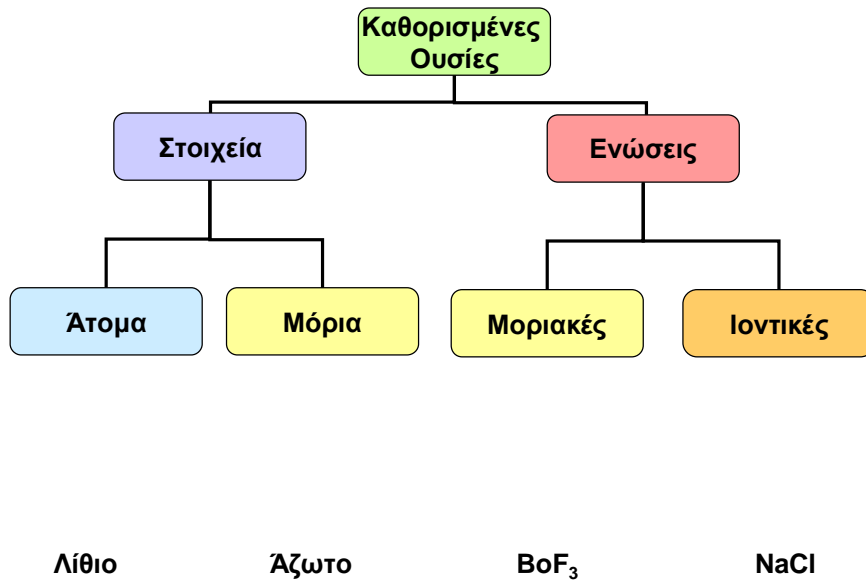 Καθορισμένες
Ουσίες
Στοιχεία
Ενώσεις
Άτομα
Μόρια
Μοριακές
Ιοντικές
Λίθιο
Άζωτο
BoF₃
NaCl